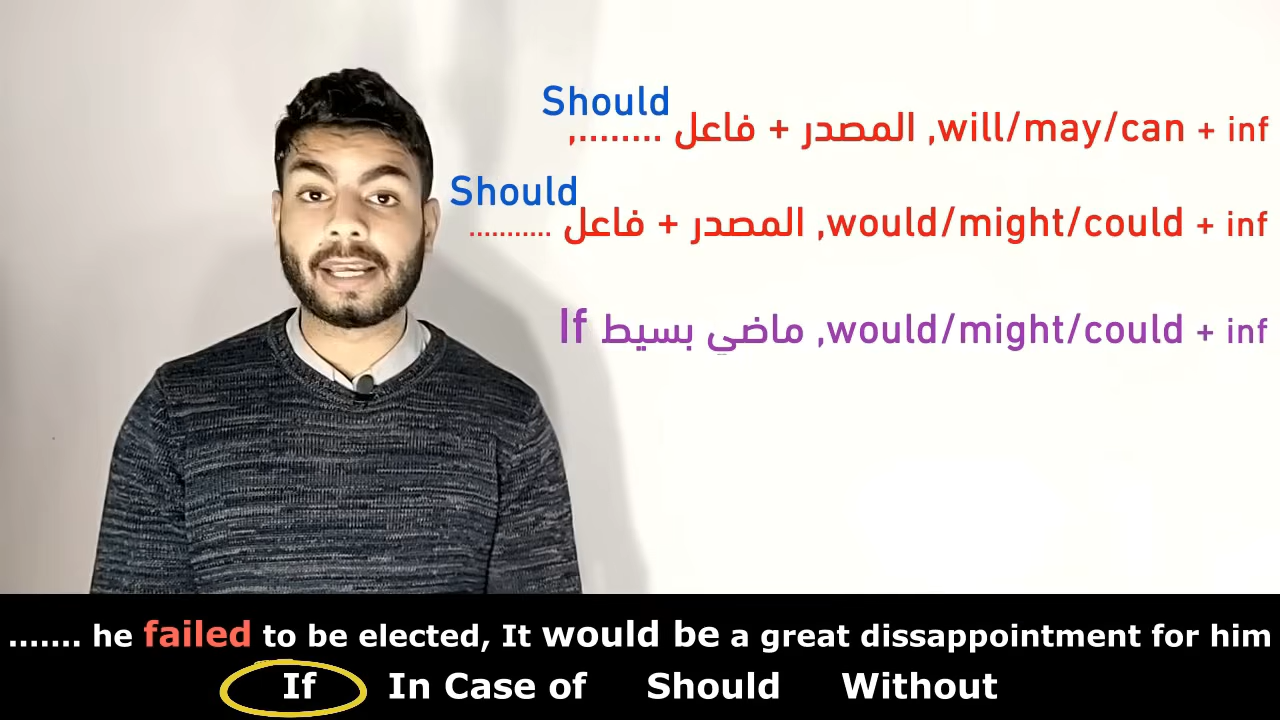 Should
,........ فاعل + المصدر ,will/may/can + inf
Should
........... فاعل + المصدر ,would/might/could + inf
If ماضي بسيط ,would/might/could + inf
....... he failed to be elected, It would be a great dissappointment for him
If In Case of Should Without